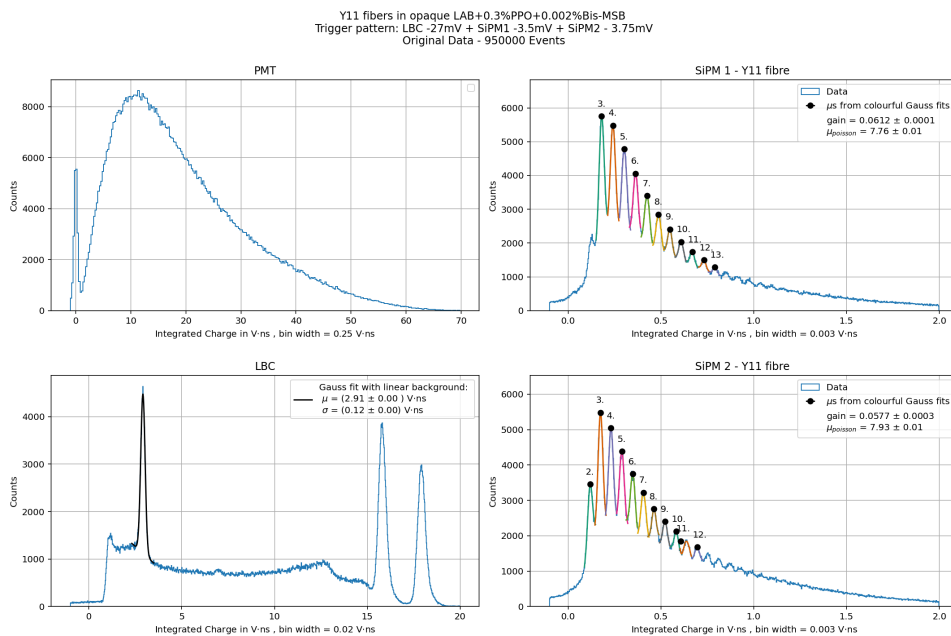 Y11 fibers in opaque LAB+0.3%PPO+0.002%Bis-MSB
Trigger pattern: LBC -27mV + SiPM1 -3.5mV + SiPM2 - 3.75mV
Original Data - 950000 Events
PMT
Counts
8000
6000
4000
2000
0
0 10 20 30 40 50 60 70
Integrated Charge in V·ns , bin width = 0.25 V·ns
SiPM 1 - Y11 fibre
Counts
6000
5000
4000
3000
2000
1000
0
3.
4.
5.
6.
7.
8.
9.
10.
11.
12.
13.
Data
μs from colourful Gauss fits
gain = 0.0612 ± 0.0001
μpoisson = 7.76 ± 0.01
0.0 0.5 1.0 1.5 2.0
Integrated Charge in V·ns , bin width = 0.003 V·ns
LBC
Counts
4000
3000
2000
1000
0
Gauss fit with linear background:
μ = (2.91 ± 0.00 ) V·ns
σ = (0.12 ± 0.00) V·ns
0 5 10 15 20
Integrated Charge in V·ns , bin width = 0.02 V·ns
SiPM 2 - Y11 fibre
Counts
6000
5000
4000
3000
2000
1000
0
2.
3.
4.
5.
6.
7.
8.
9.
10.
11.
12.
Data
μs from colourful Gauss fits
gain = 0.0577 ± 0.0003
μpoisson = 7.93 ± 0.01
0.0 0.5 1.0 1.5 2.0
Integrated Charge in V·ns , bin width = 0.003 V·ns